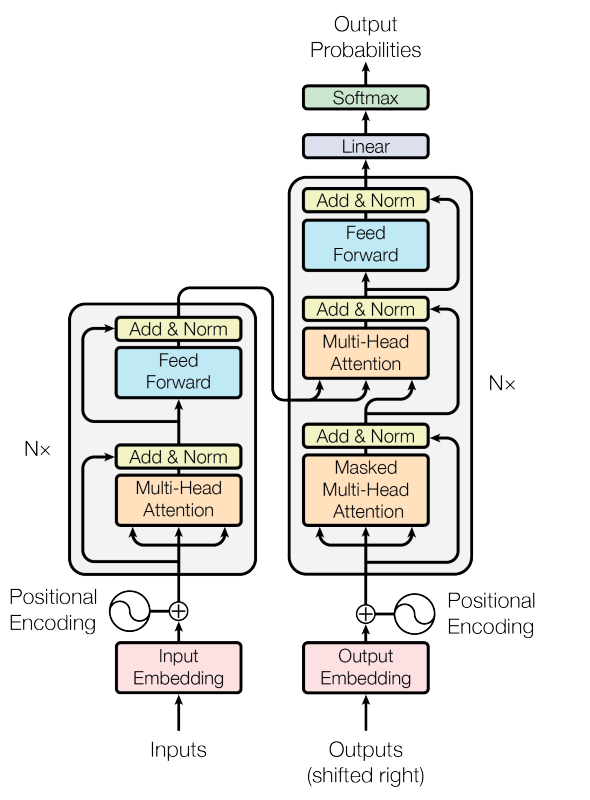 Output
Probabilities
Softmax
Linear
Add & Norm
Feed
Forward
Add & Norm
Multi-Head
Attention
Add & Norm
Masked
Multi-Head
Attention
N×
Add & Norm
Feed
Forward
Add & Norm
Multi-Head
Attention
N×
Positional
Encoding
Positional
Encoding
Input
Embedding
Output
Embedding
Inputs
Outputs
(shifted right)